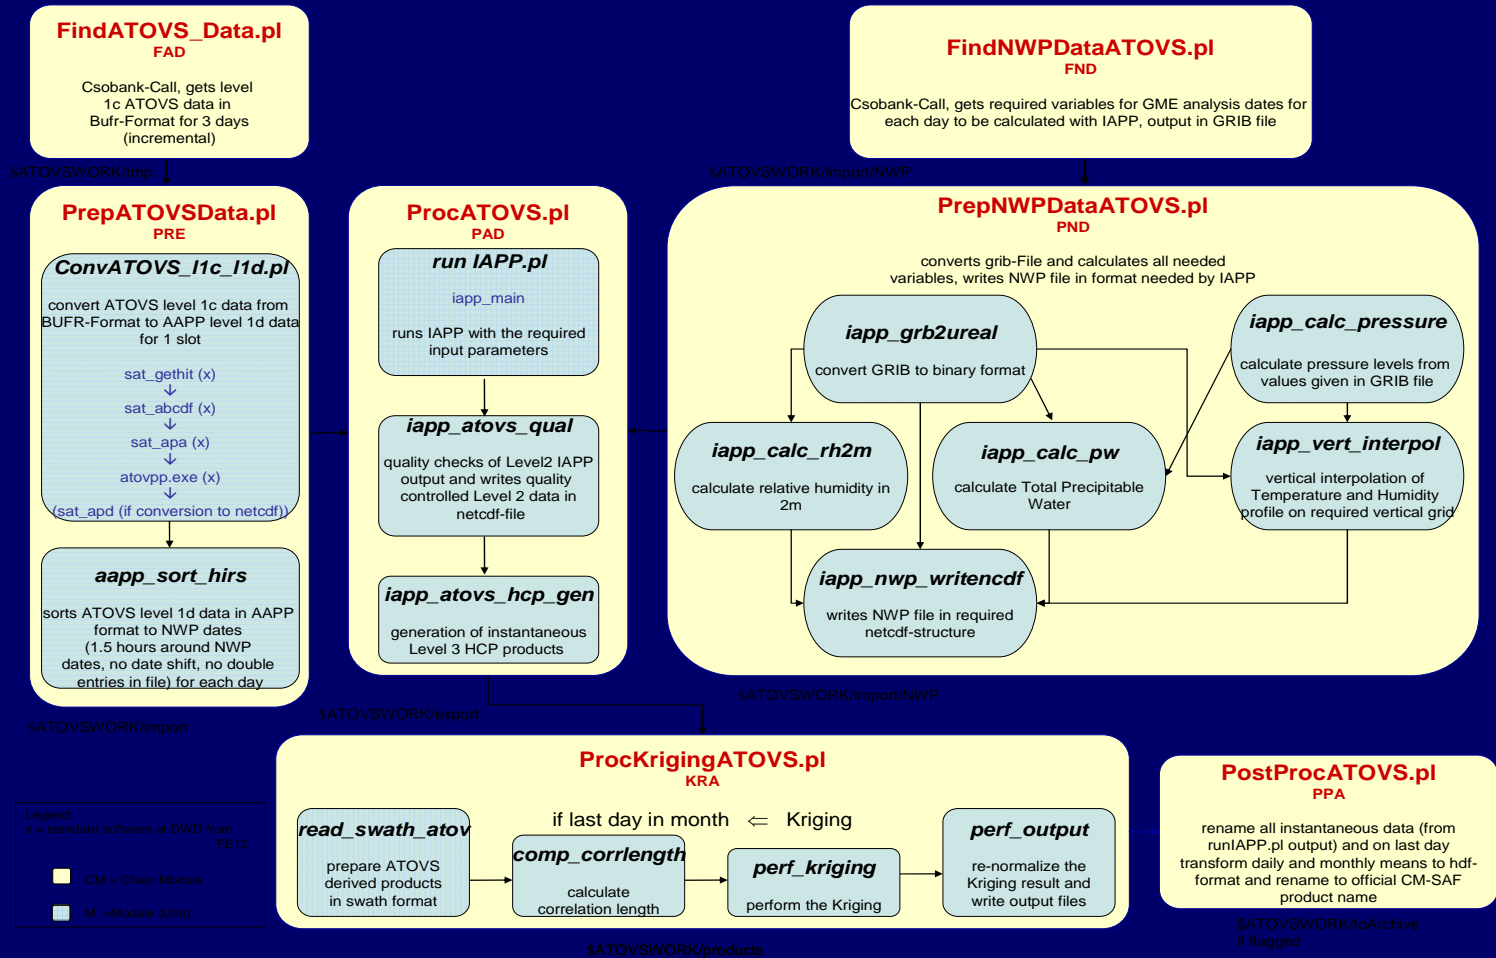 FindATOVS_Data.pl
FAD
Csobank-Call, gets level
1c ATOVS data in
Bufr-Format for 3 days
(incremental)
FindNWPDataATOVS.pl
FND
Csobank-Call, gets required variables for GME analysis dates for
each day to be calculated with IAPP, output in GRIB file
$ATOVSWORK/tmp
$ATOVSWORK/import/NWP
PrepATOVSData.pl
PRE
ConvATOVS_l1c_l1d.pl
convert ATOVS level 1c data from
BUFR-Format to AAPP level 1d data
for 1 slot
sat_gethit (x)
sat_abcdf (x)
sat_apa (x)
atovpp.exe (x)
(sat_apd (if conversion to netcdf))
aapp_sort_hirs
sorts ATOVS level 1d data in AAPP
format to NWP dates
(1.5 hours around NWP
dates, no date shift, no double
entries in file) for each day
$ATOVSWORK/import
ProcATOVS.pl
PAD
run IAPP.pl
iapp_main
runs IAPP with the required
input parameters
iapp_atovs_qual
quality checks of Level2 IAPP
output and writes quality
controlled Level 2 data in
netcdf-file
iapp_atovs_hcp_gen
generation of instantaneous
Level 3 HCP products
$ATOVSWORK/export
PrepNWPDataATOVS.pl
PND
converts grib-File and calculates all needed
variables, writes NWP file in format needed by IAPP
iapp_grb2ureal
convert GRIB to binary format
iapp_calc_pressure
calculate pressure levels from
values given in GRIB file
iapp_calc_rh2m
calculate relative humidity in
2m
iapp_calc_pw
calculate Total Precipitable
Water
iapp_vert_interpol
vertical interpolation of
Temperature and Humidity
profile on required vertical grid
iapp_nwp_writencdf
writes NWP file in required
netcdf-structure
$ATOVSWORK/import/NWP
ProcKrigingATOVS.pl
KRA
if last day in month ⇐ Kriging
read_swath_atov
prepare ATOVS
derived products
in swath format
comp_corrlength
calculate
correlation length
perf_kriging
perform the Kriging
perf_output
re-normalize the
Kriging result and
write output files
$ATOVSWORK/products
PostProcATOVS.pl
PPA
rename all instantaneous data (from
runIAPP.pl output) and on last day
transform daily and monthly means to hdf-
format and rename to official CM-SAF
product name
$ATOVSWORK/toArchive
if flagged
Legend:
x = standard software at DWD from
FE12
CM = Chain Module
M =Module (Unit)